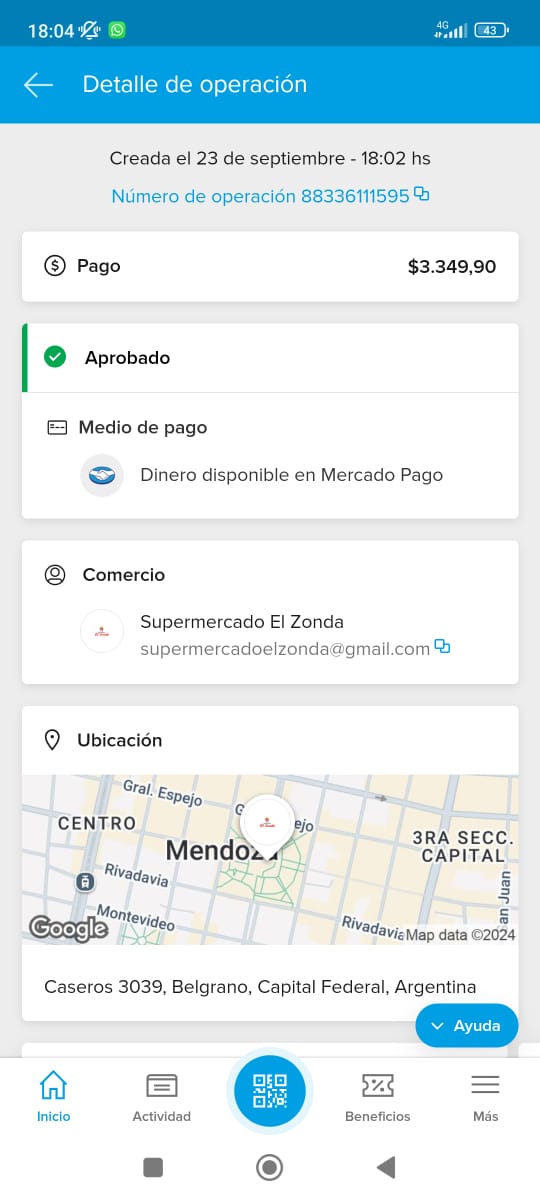 18:04
4G
43
Detalle de operación
Creada el 23 de septiembre - 18:02 hs
Número de operación 88336111595
Pago
$3.349,90
Aprobado
Medio de pago
Dinero disponible en Mercado Pago
Comercio
Supermercado El Zonda
supermercadoelzonda@gmail.com
Ubicación
Gral. Espejo
CENTRO
G
ejo
Mendoza
3RA SECC.
CAPITAL
Rivadavia
an Juan
Montevideo
Rivadavia
Google
Map data ©2024
Caseros 3039, Belgrano, Capital Federal, Argentina
Ayuda
Inicio
Actividad
Beneficios
Más